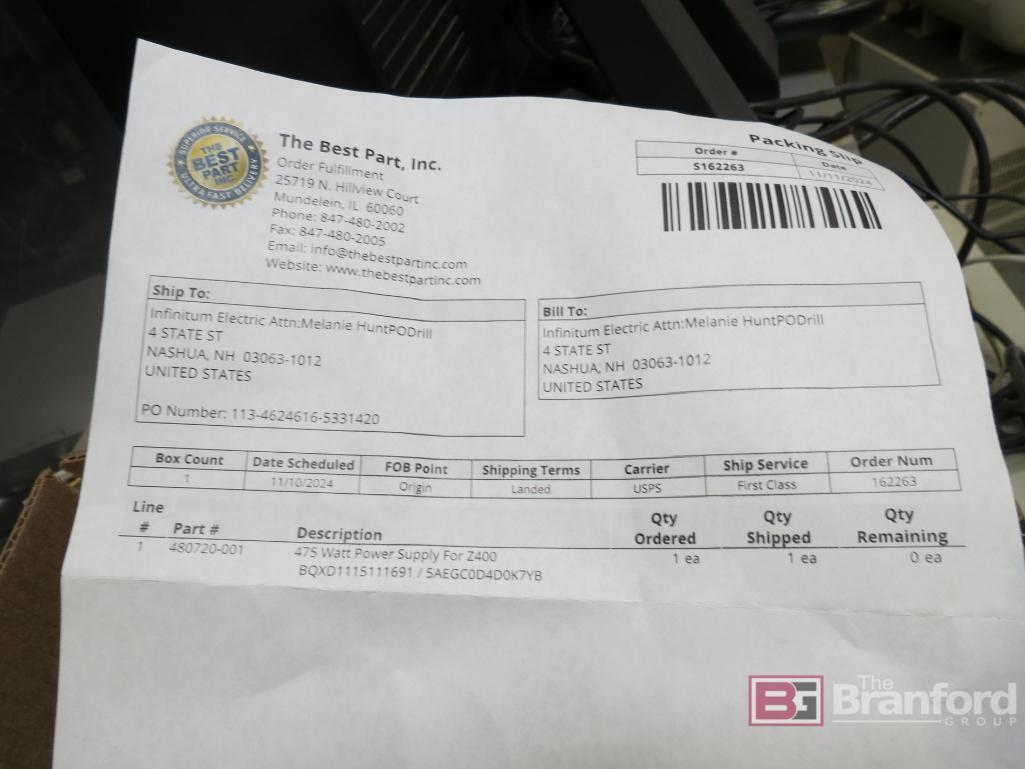 SUPERIOR SERVICE
THE
BEST
PART
INC.
ULTRA FAST DELIVERY
The Best Part, Inc.
Order Fulfillment
25719 N. Hillview Court
Mundelein, IL 60060
Phone: 847-480-2002
Fax: 847-480-2005
Email: info@thebestpartinc.com
Website: www.thebestpartinc.com
Packing Slip
Order # Date
S162263 11/11/2024
Ship To:
Infinitum Electric Attn:Melanie HuntPODrill
4 STATE ST
NASHUA, NH 03063-1012
UNITED STATES
PO Number: 113-4624616-5331420
Bill To:
Infinitum Electric Attn:Melanie HuntPODrill
4 STATE ST
NASHUA, NH 03063-1012
UNITED STATES
Box Count Date Scheduled FOB Point Shipping Terms Carrier Ship Service Order Num
1 11/10/2024 Origin Landed USPS First Class 162263
Line
# Part # Description Qty Ordered Qty Shipped Qty Remaining
1 480720-001 475 Watt Power Supply For Z400 1 ea 1 ea 0 ea
BQXD1115111691 / 5AEGC0D4D0K7YB
BG The
Branford
GROUP